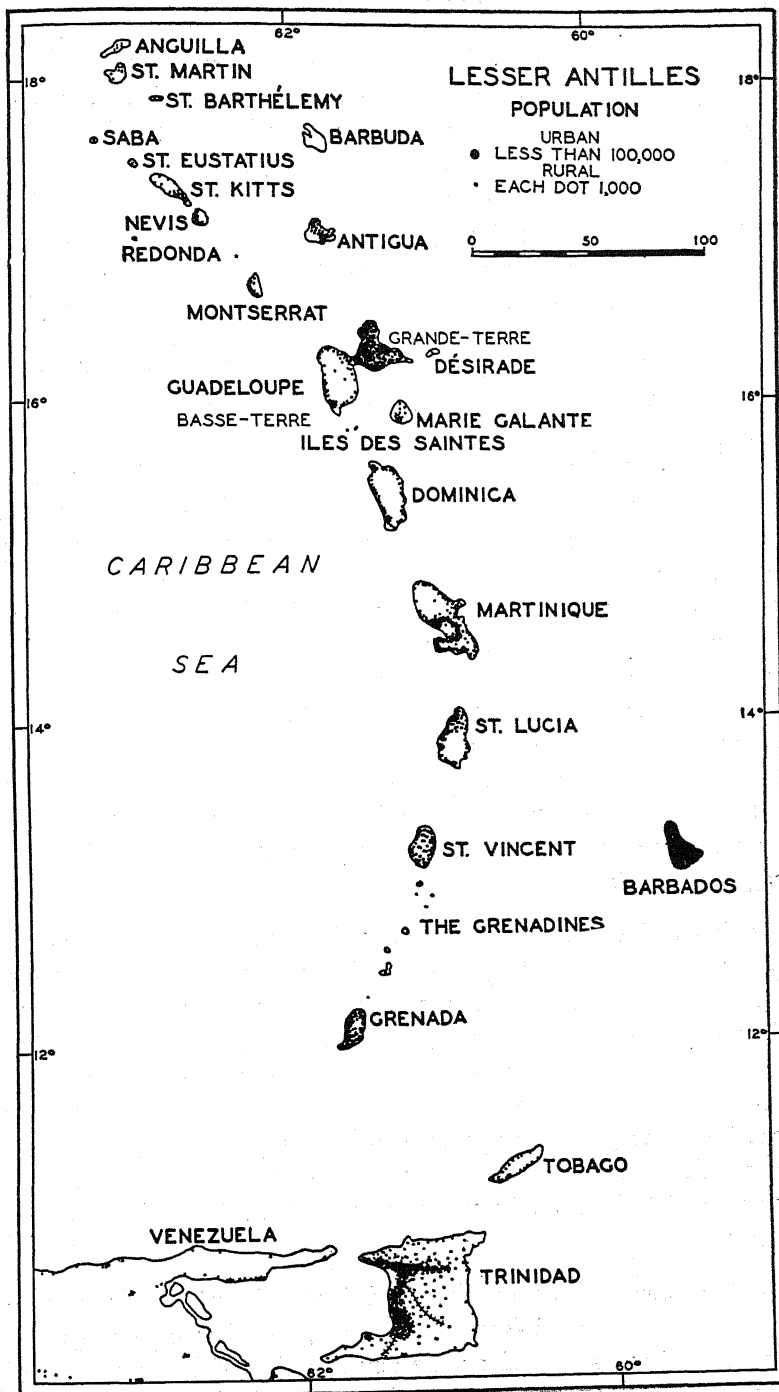 62°
60°
ANGUILLA
18°
ST. MARTIN
LESSER ANTILLES
18°
ST. BARTHÉLEMY
POPULATION
SABA
BARBUDA
URBAN
LESS THAN 100,000
ST. EUSTATIUS
RURAL
ST. KITTS
EACH DOT 1,000
NEVIS
ANTIGUA
REDONDA
0 50 100
MONTSERRAT
GRANDE-TERRE
DÉSIRADE
GUADELOUPE
16°
16°
BASSE-TERRE
MARIE GALANTE
ILES DES SAINTES
DOMINICA
CARIBBEAN
MARTINIQUE
SEA
14°
ST. LUCIA
14°
ST. VINCENT
BARBADOS
THE GRENADINES
GRENADA
12°
12°
TOBAGO
VENEZUELA
TRINIDAD
62°
60°